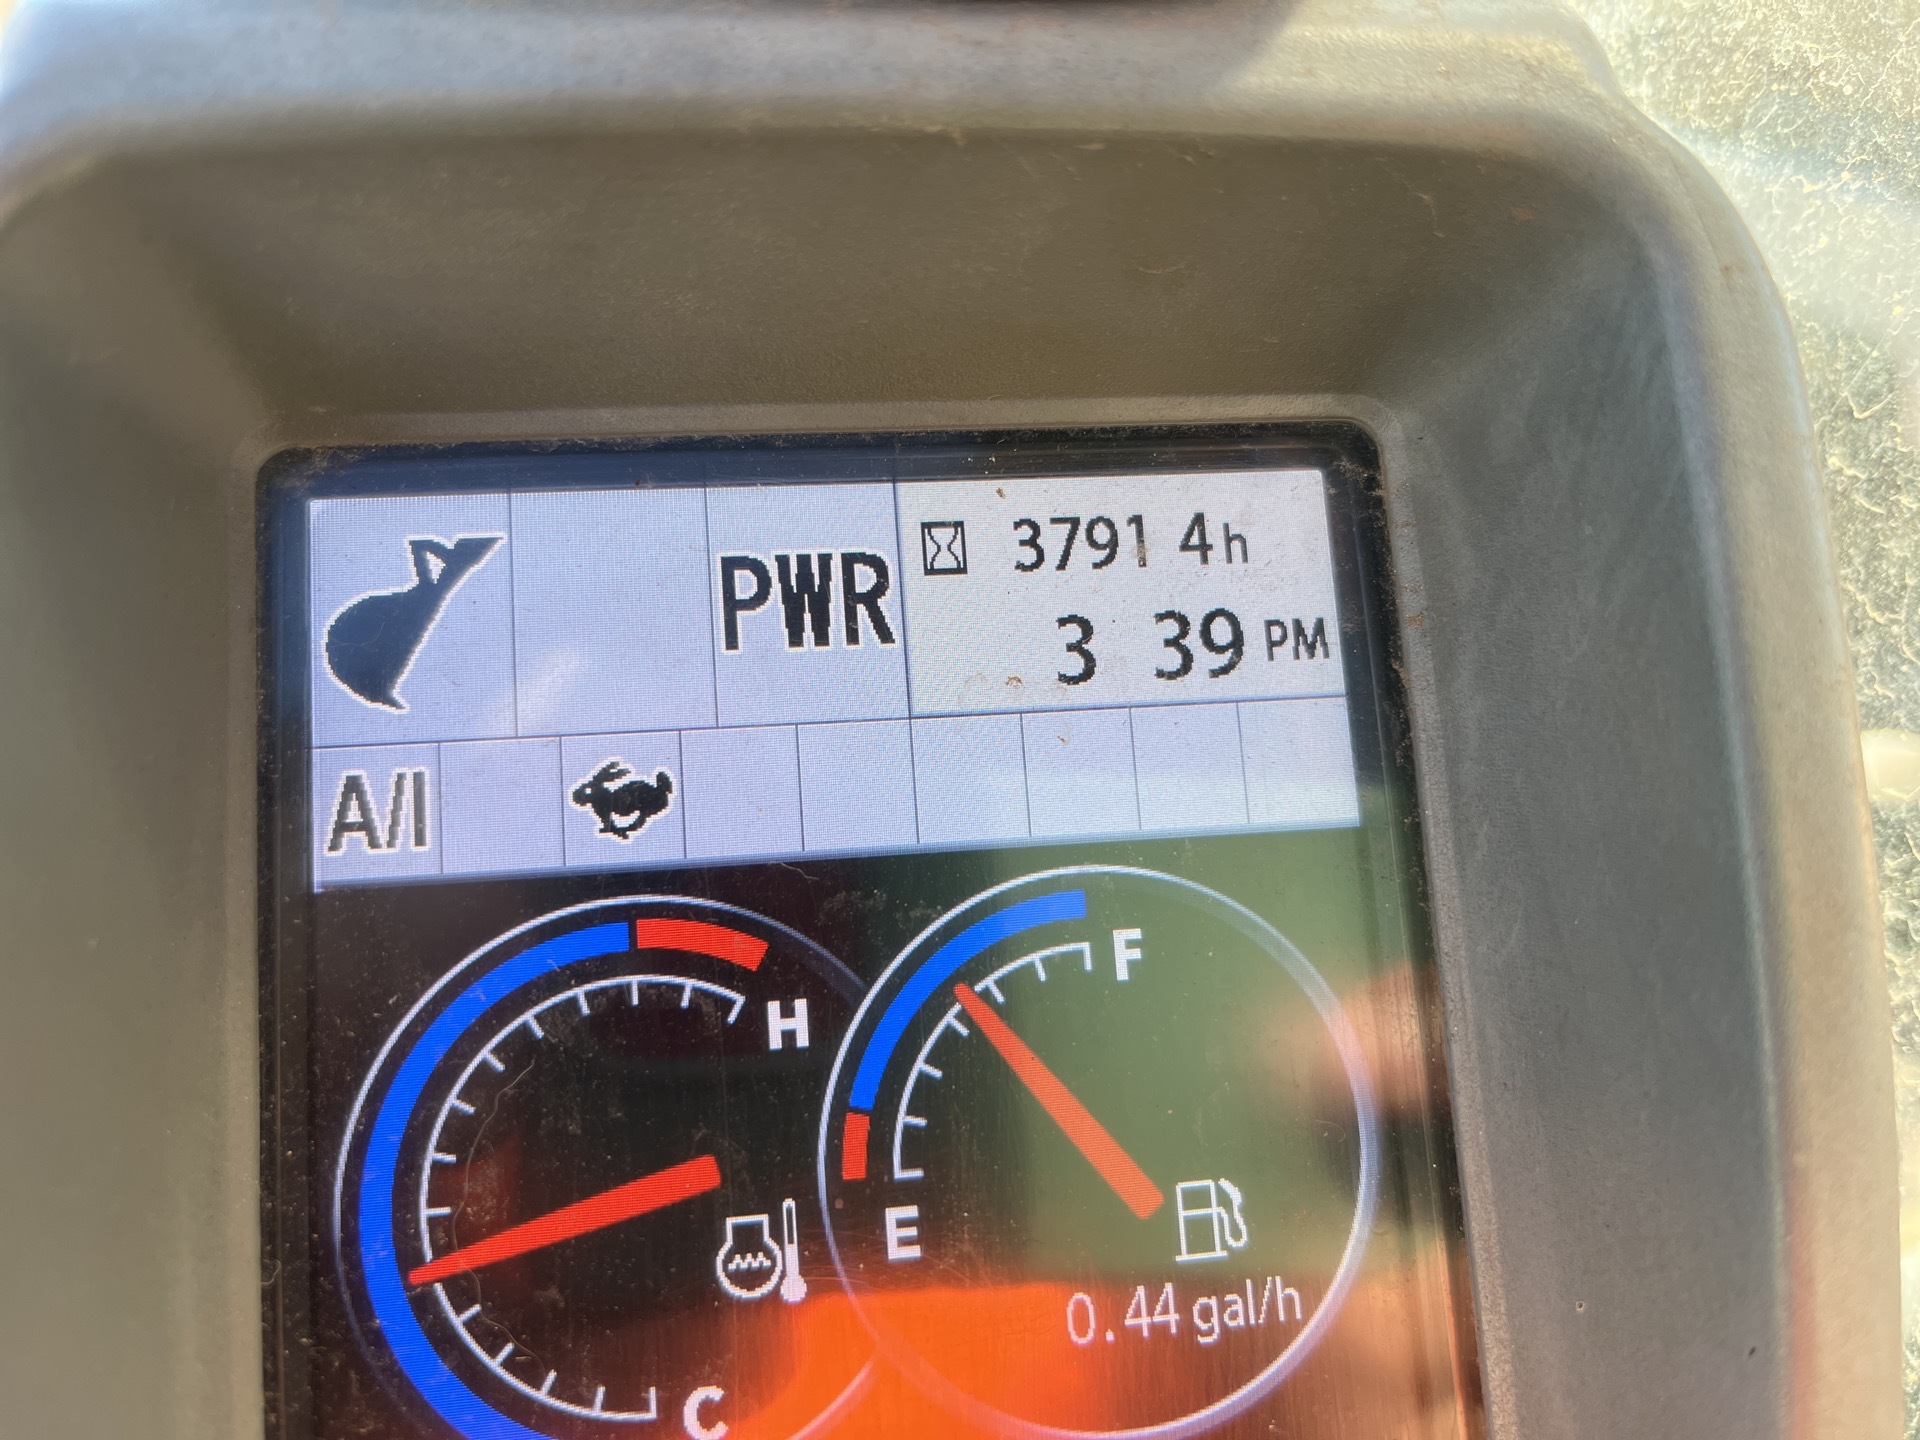 PWR
3791 4h
3 39 PM
A/I
H
F
E
0.44 gal/h
C